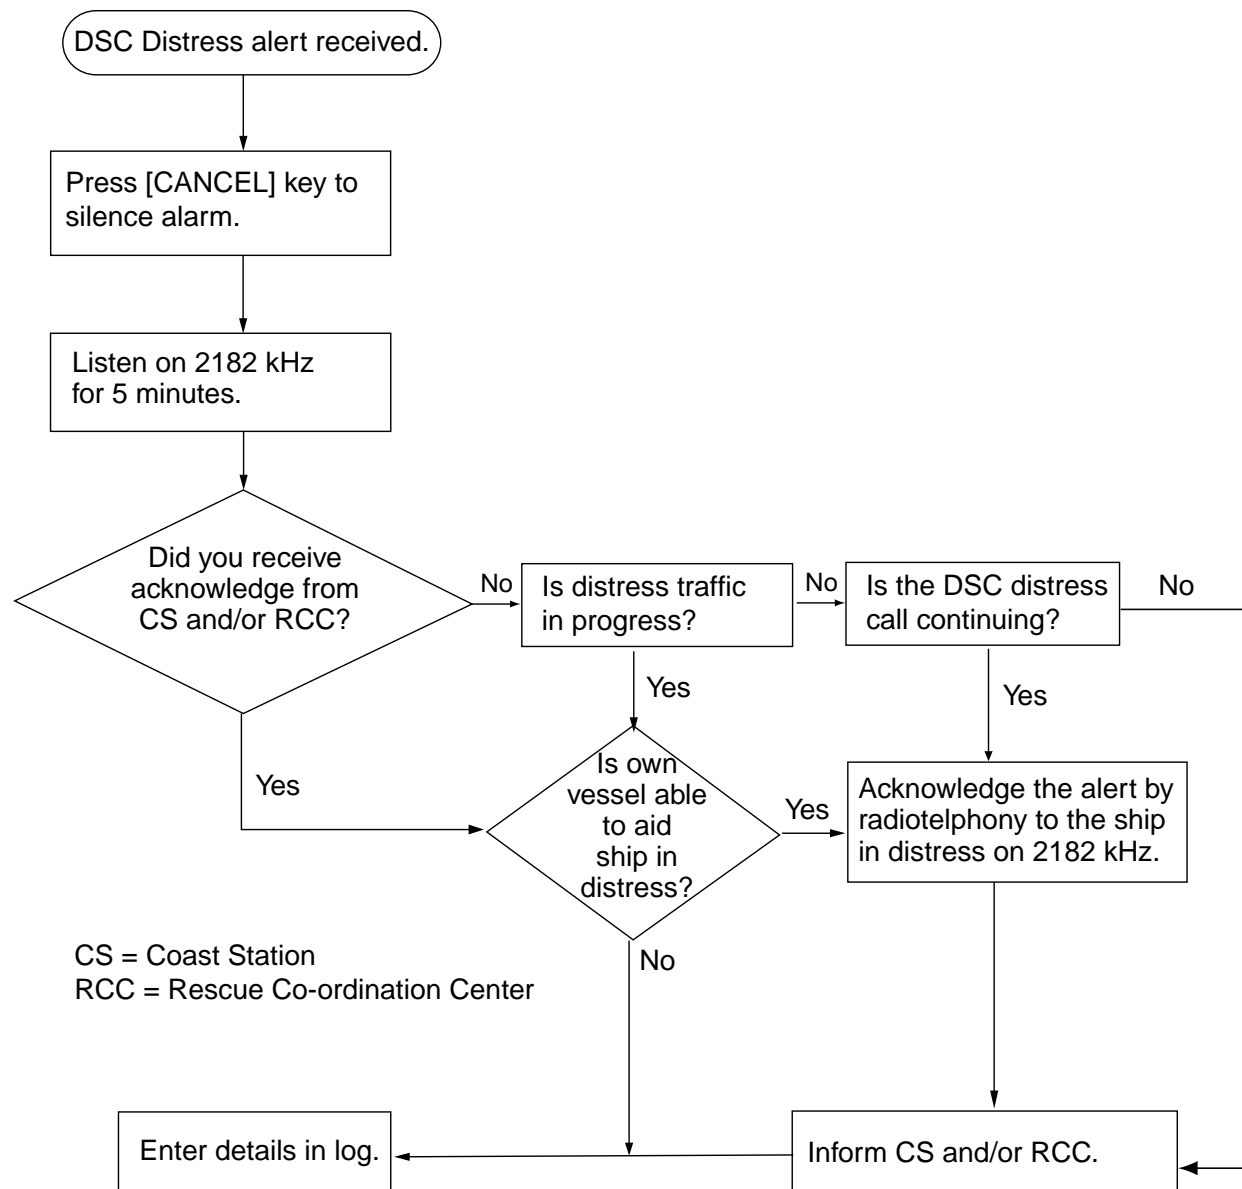 DSC Distress alert received.
Press [CANCEL] key to
silence alarm.
Listen on 2182 kHz
for 5 minutes.
Did you receive
acknowledge from
CS and/or RCC?
No
Is distress traffic
in progress?
No
Is the DSC distress
call continuing?
No
Yes
Yes
Yes
Is own
vessel able
to aid
ship in
distress?
Yes
Acknowledge the alert by
radiotelphony to the ship
in distress on 2182 kHz.
No
CS = Coast Station
RCC = Rescue Co-ordination Center
Enter details in log.
Inform CS and/or RCC.